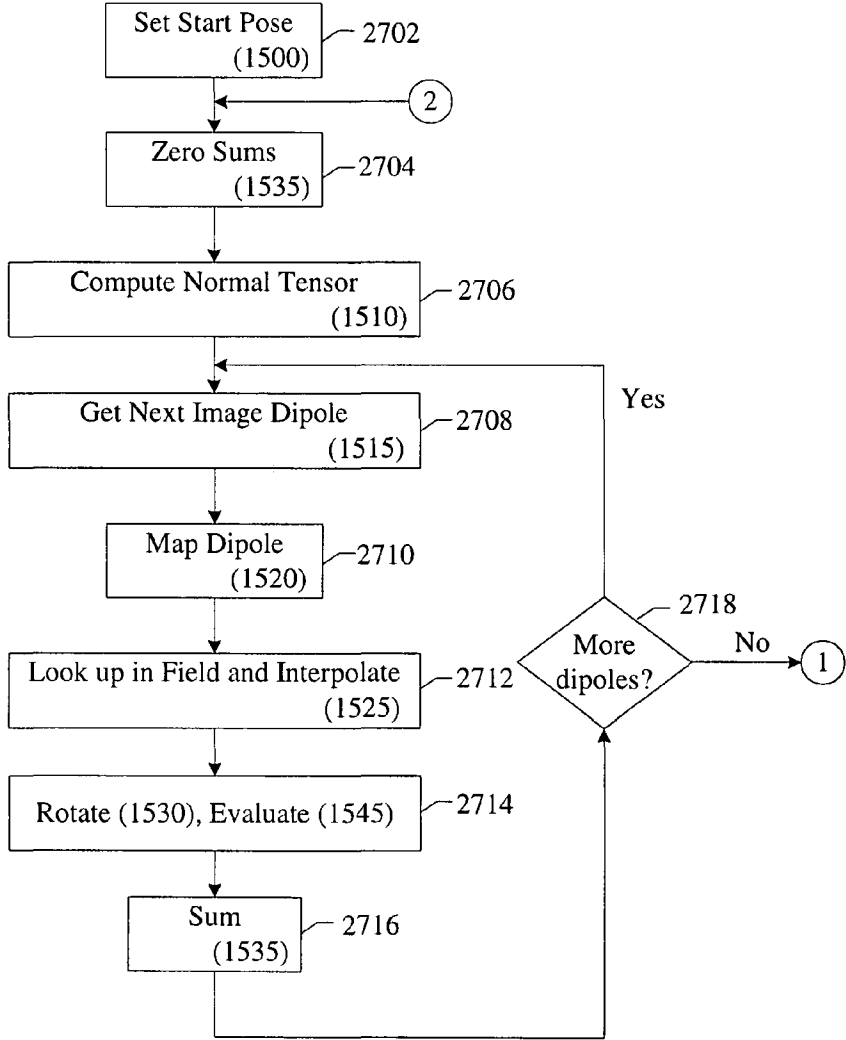 Set Start Pose
(1500)
2702
2
Zero Sums
(1535)
2704
Compute Normal Tensor
(1510)
2706
Yes
Get Next Image Dipole
(1515)
2708
Map Dipole
(1520)
2710
2718
More
dipoles?
No
1
Look up in Field and Interpolate
(1525)
2712
Rotate (1530), Evaluate (1545)
2714
Sum
(1535)
2716